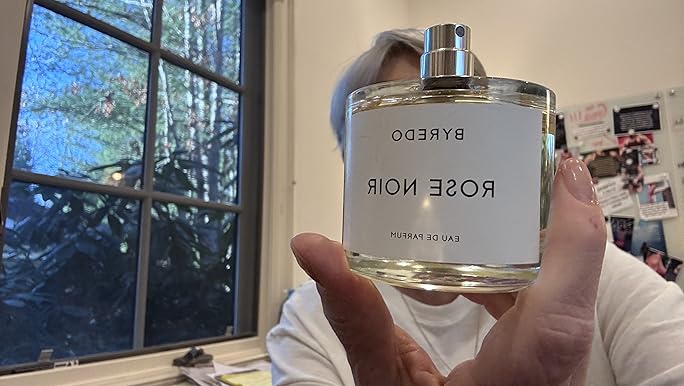 BYREDO
ROSE NOIR
EAU DE PARFUM